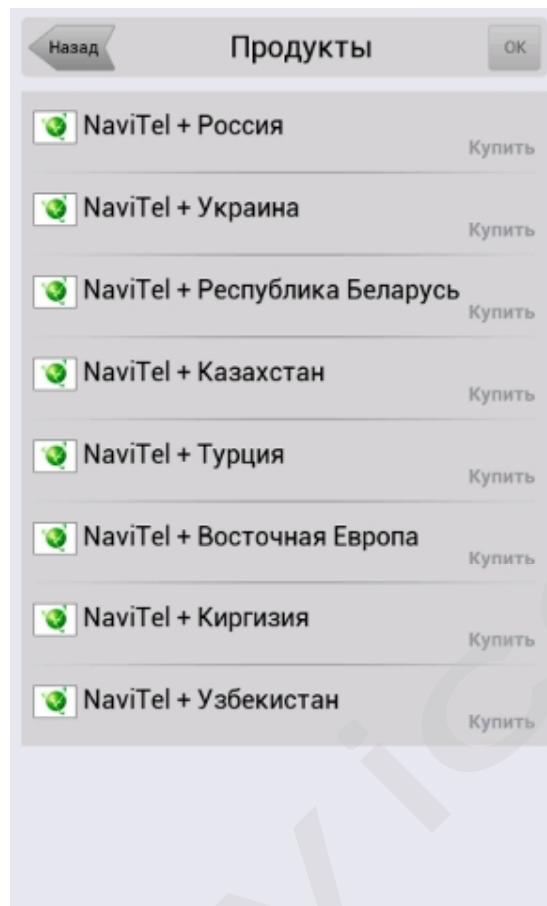 Назад
Продукты
OK
NaviTel + Россия
Купить
NaviTel + Украина
Купить
NaviTel + Республика Беларусь
Купить
NaviTel + Казахстан
Купить
NaviTel + Турция
Купить
NaviTel + Восточная Европа
Купить
NaviTel + Киргизия
Купить
NaviTel + Узбекистан
Купить